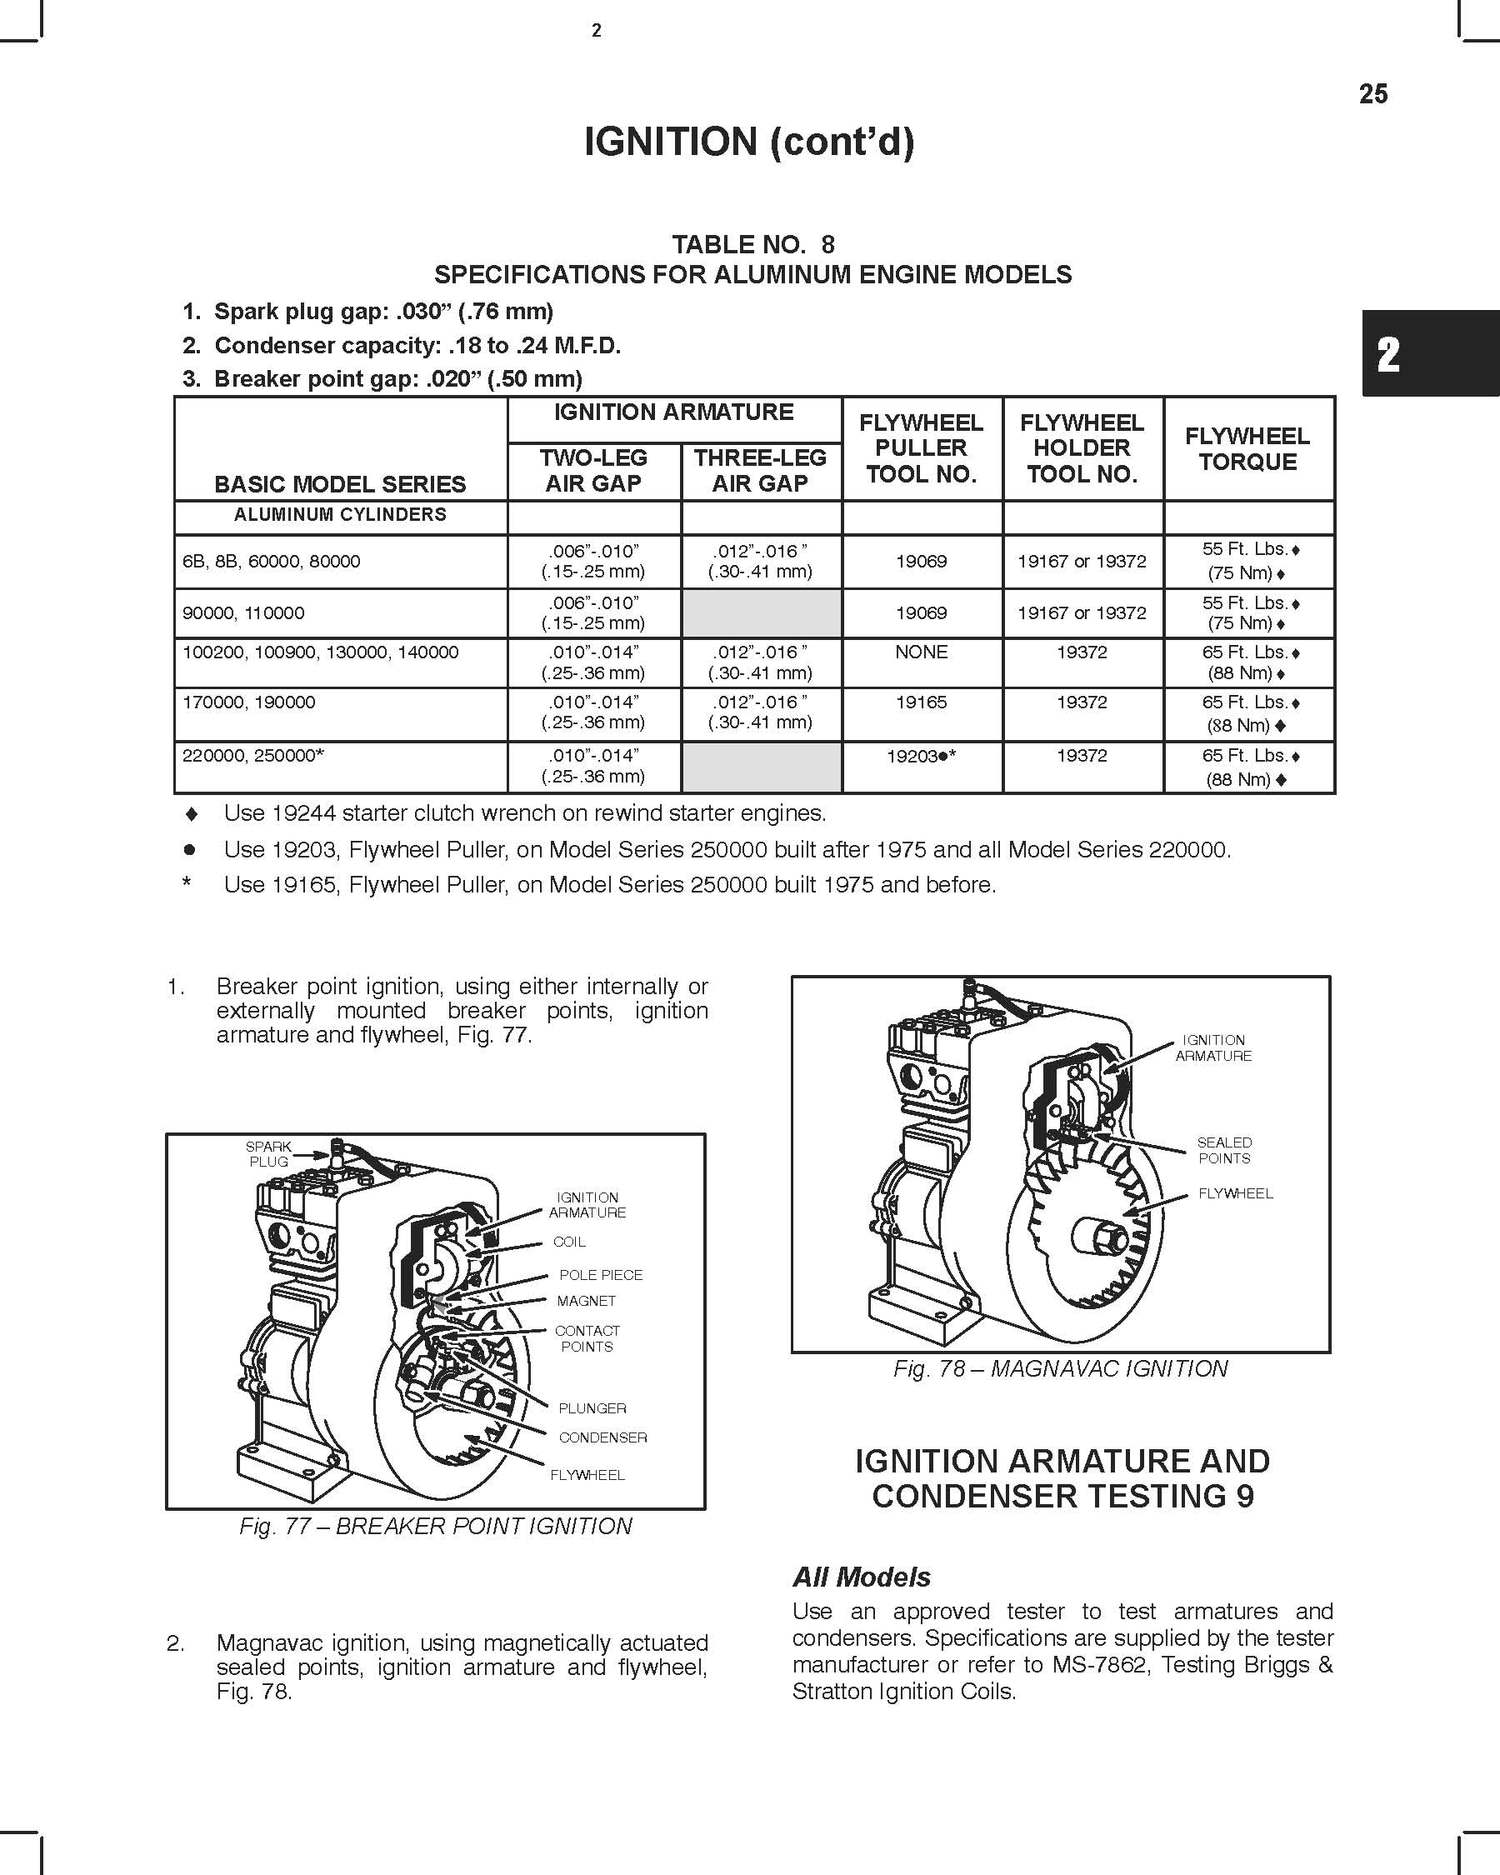 2
25
IGNITION (cont’d)
TABLE NO.  8
SPECIFICATIONS FOR ALUMINUM ENGINE MODELS
1. Spark plug gap: .030” (.76 mm)
2. Condenser capacity: .18 to .24 M.F.D.
3. Breaker point gap: .020” (.50 mm)
2
BASIC MODEL SERIES
IGNITION ARMATURE
TWO-LEG
AIR GAP
THREE-LEG
AIR GAP
FLYWHEEL
PULLER
TOOL NO.
FLYWHEEL
HOLDER
TOOL NO.
FLYWHEEL
TORQUE
ALUMINUM CYLINDERS
6B, 8B, 60000, 80000
.006”-.010”
(.15-.25 mm)
.012”-.016 ”
(.30-.41 mm)
19069
19167 or 19372
55 Ft. Lbs.♦
(75 Nm)♦
90000, 110000
.006”-.010”
(.15-.25 mm)
19069
19167 or 19372
55 Ft. Lbs.♦
(75 Nm)♦
100200, 100900, 130000, 140000
.010”-.014”
(.25-.36 mm)
.012”-.016 ”
(.30-.41 mm)
NONE
19372
65 Ft. Lbs.♦
(88 Nm)♦
170000, 190000
.010”-.014”
(.25-.36 mm)
.012”-.016 ”
(.30-.41 mm)
19165
19372
65 Ft. Lbs.♦
(88 Nm) ♦
220000, 250000*
.010”-.014”
(.25-.36 mm)
19203●*
19372
65 Ft. Lbs.♦
(88 Nm) ♦
♦ Use 19244 starter clutch wrench on rewind starter engines.
● Use 19203, Flywheel Puller, on Model Series 250000 built after 1975 and all Model Series 220000.
* Use 19165, Flywheel Puller, on Model Series 250000 built 1975 and before.
1. Breaker point ignition, using either internally or
externally mounted breaker points, ignition
armature and flywheel, Fig. 77.
SPARK
PLUG
IGNITION
ARMATURE
COIL
POLE PIECE
MAGNET
CONTACT
POINTS
PLUNGER
CONDENSER
FLYWHEEL
Fig. 77 – BREAKER POINT IGNITION
2. Magnavac ignition, using magnetically actuated
sealed points, ignition armature and flywheel,
Fig. 78.
IGNITION
ARMATURE
SEALED
POINTS
FLYWHEEL
Fig. 78 – MAGNAVAC IGNITION
IGNITION ARMATURE AND
CONDENSER TESTING 9
All Models
Use an approved tester to test armatures and
condensers. Specifications are supplied by the tester
manufacturer or refer to MS-7862, Testing Briggs &
Stratton Ignition Coils.